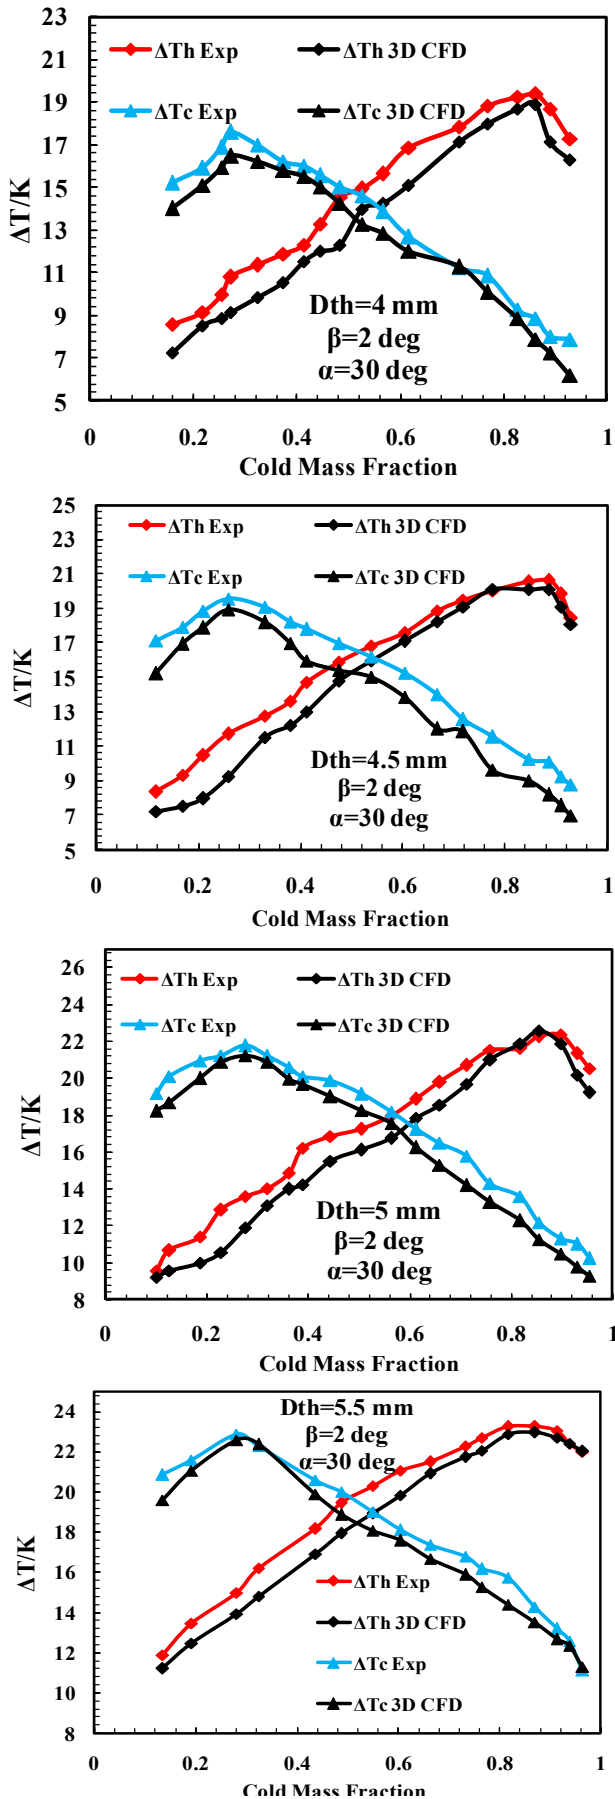 23
21
19
17
15
13
11
9
7
5
ΔT/K
ΔTh Exp
ΔTh 3D CFD
ΔTc Exp
ΔTc 3D CFD
Dth=4 mm
β=2 deg
α=30 deg
0 0.2 0.4 0.6 0.8 1
Cold Mass Fraction
25
23
21
19
17
15
13
11
9
7
5
ΔT/K
ΔTh Exp
ΔTh 3D CFD
ΔTc Exp
ΔTc 3D CFD
Dth=4.5 mm
β=2 deg
α=30 deg
0 0.2 0.4 0.6 0.8 1
Cold Mass Fraction
26
24
22
20
18
16
14
12
10
8
ΔT/K
ΔTh Exp
ΔTh 3D CFD
ΔTc Exp
ΔTc 3D CFD
Dth=5 mm
β=2 deg
α=30 deg
0 0.2 0.4 0.6 0.8 1
Cold Mass Fraction
24
22
20
18
16
14
12
10
8
ΔT/K
Dth=5.5 mm
β=2 deg
α=30 deg
ΔTh Exp
ΔTh 3D CFD
ΔTc Exp
ΔTc 3D CFD
0 0.2 0.4 0.6 0.8 1
Cold Mass Fraction